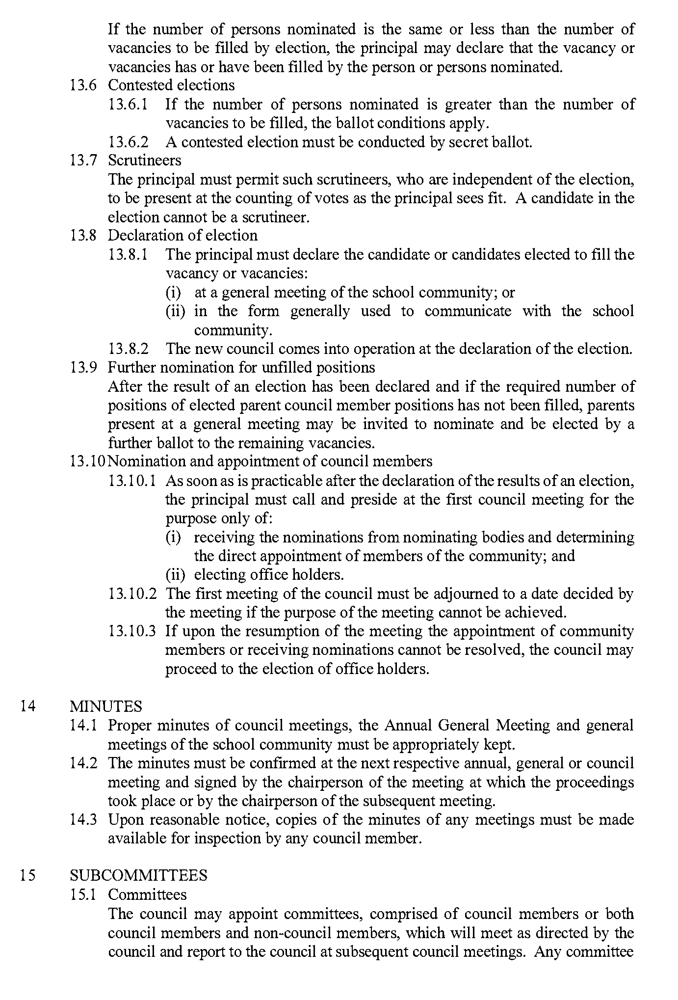 If the number of persons nominated is the same or less than the number of
vacancies to be filled by election, the principal may declare that the vacancy or
vacancies has or have been filled by the person or persons nominated.
13.6 Contested elections
13.6.1 If the number of persons nominated is greater than the number of
vacancies to be filled, the ballot conditions apply.
13.6.2 A contested election must be conducted by secret ballot.
13.7 Scrutineers
The principal must permit such scrutineers, who are independent of the election,
to be present at the counting of votes as the principal sees fit. A candidate in the
election cannot be a scrutineer.
13.8 Declaration of election
13.8.1 The principal must declare the candidate or candidates elected to fill the
vacancy or vacancies:
(i) at a general meeting of the school community; or
(ii) in the form generally used to communicate with the school
community.
13.8.2 The new council comes into operation at the declaration of the election.
13.9 Further nomination for unfilled positions
After the result of an election has been declared and if the required number of
positions of elected parent council member positions has not been filled, parents
present at a general meeting may be invited to nominate and be elected by a
further ballot to the remaining vacancies.
13.10 Nomination and appointment of council members
13.10.1 As soon as is practicable after the declaration of the results of an election,
the principal must call and preside at the first council meeting for the
purpose only of:
(i) receiving the nominations from nominating bodies and determining
the direct appointment of members of the community; and
(ii) electing office holders.
13.10.2 The first meeting of the council must be adjourned to a date decided by
the meeting if the purpose of the meeting cannot be achieved.
13.10.3 If upon the resumption of the meeting the appointment of community
members or receiving nominations cannot be resolved, the council may
proceed to the election of office holders.
14 MINUTES
14.1 Proper minutes of council meetings, the Annual General Meeting and general
meetings of the school community must be appropriately kept.
14.2 The minutes must be confirmed at the next respective annual, general or council
meeting and signed by the chairperson of the meeting at which the proceedings
took place or by the chairperson of the subsequent meeting.
14.3 Upon reasonable notice, copies of the minutes of any meetings must be made
available for inspection by any council member.
15 SUBCOMMITTEES
15.1 Committees
The council may appoint committees, comprised of council members or both
council members and non-council members, which will meet as directed by the
council and report to the council at subsequent council meetings. Any committee